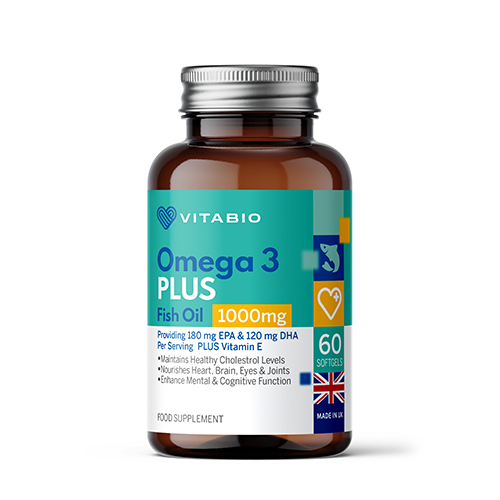 VITABIO
Omega 3
PLUS
Fish Oil 1000mg
Providing 180 mg EPA & 120 mg DHA
Per Serving PLUS Vitamin E
•Maintains Healthy Cholestrol Levels
•Nourishes Heart, Brain, Eyes & Joints
•Enhance Mental & Cognitive Function
FOOD SUPPLEMENT
60
SOFTGELS
MADE IN UK